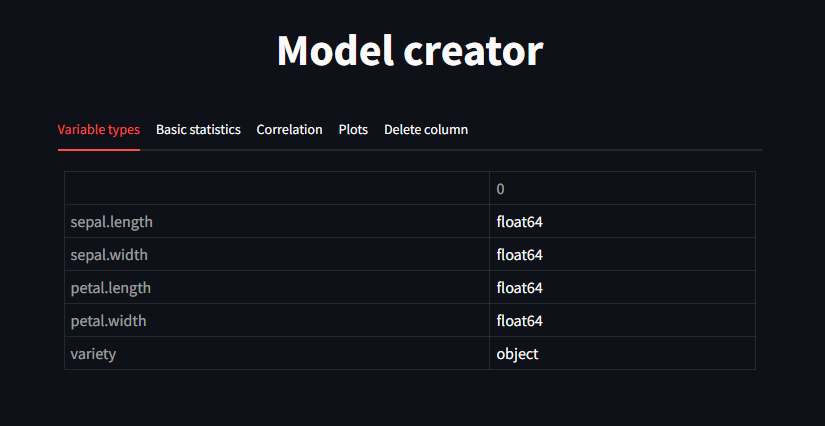 Model creator
Variable types Basic statistics Correlation Plots Delete column
0
sepal.length float64
sepal.width float64
petal.length float64
petal.width float64
variety object